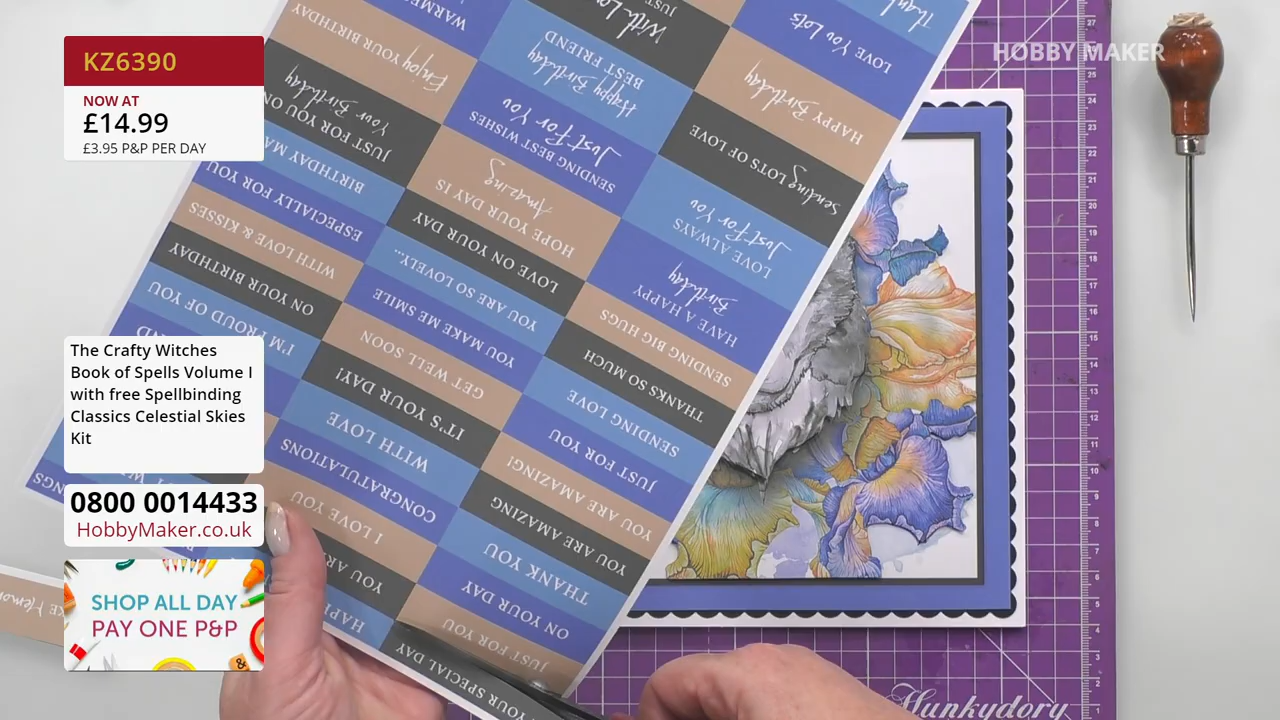 KZ6390
NOW AT
£14.99
£3.95 P&P PER DAY
The Crafty Witches
Book of Spells Volume I
with free Spellbinding
Classics Celestial Skies
Kit
0800 0014433
HobbyMaker.co.uk
SHOP ALL DAY
PAY ONE P&P
HOBBY MAKER
LOVE YOU LOTS
HAPPY Birthday
Sending LOTS OF LOVE
LOVE ALWAYS
Just For You
HAVE A HAPPY
Birthday
SENDING BIG HUGS
THANKS SO MUCH
SENDING LOVE
JUST FOR YOU
YOU ARE AMAZING!
YOU ARE AMAZING
THANK YOU
ON YOUR DAY
JUST FOR YOU
BEST FRIEND
Happy Birthday
SENDING BEST WISHES
Just For You
HOPE YOUR DAY IS
Amazing
LOVE ON YOUR DAY
YOU ARE SO LOVELY...
YOU MAKE ME SMILE
GET WELL SOON
IT'S YOUR DAY!
WITH LOVE
CONGRATULATIONS
I LOVE YOU
YOU ARE
Enjoy YOUR BIRTHDAY
JUST FOR YOU ON
Your Birthday
BIRTHDAY
ESPECIALLY FOR YOU
WITH LOVE & KISSES
ON YOUR BIRTHDAY
I'M PROUD OF YOU
YOUR SPECIAL DAY
Hunkydory